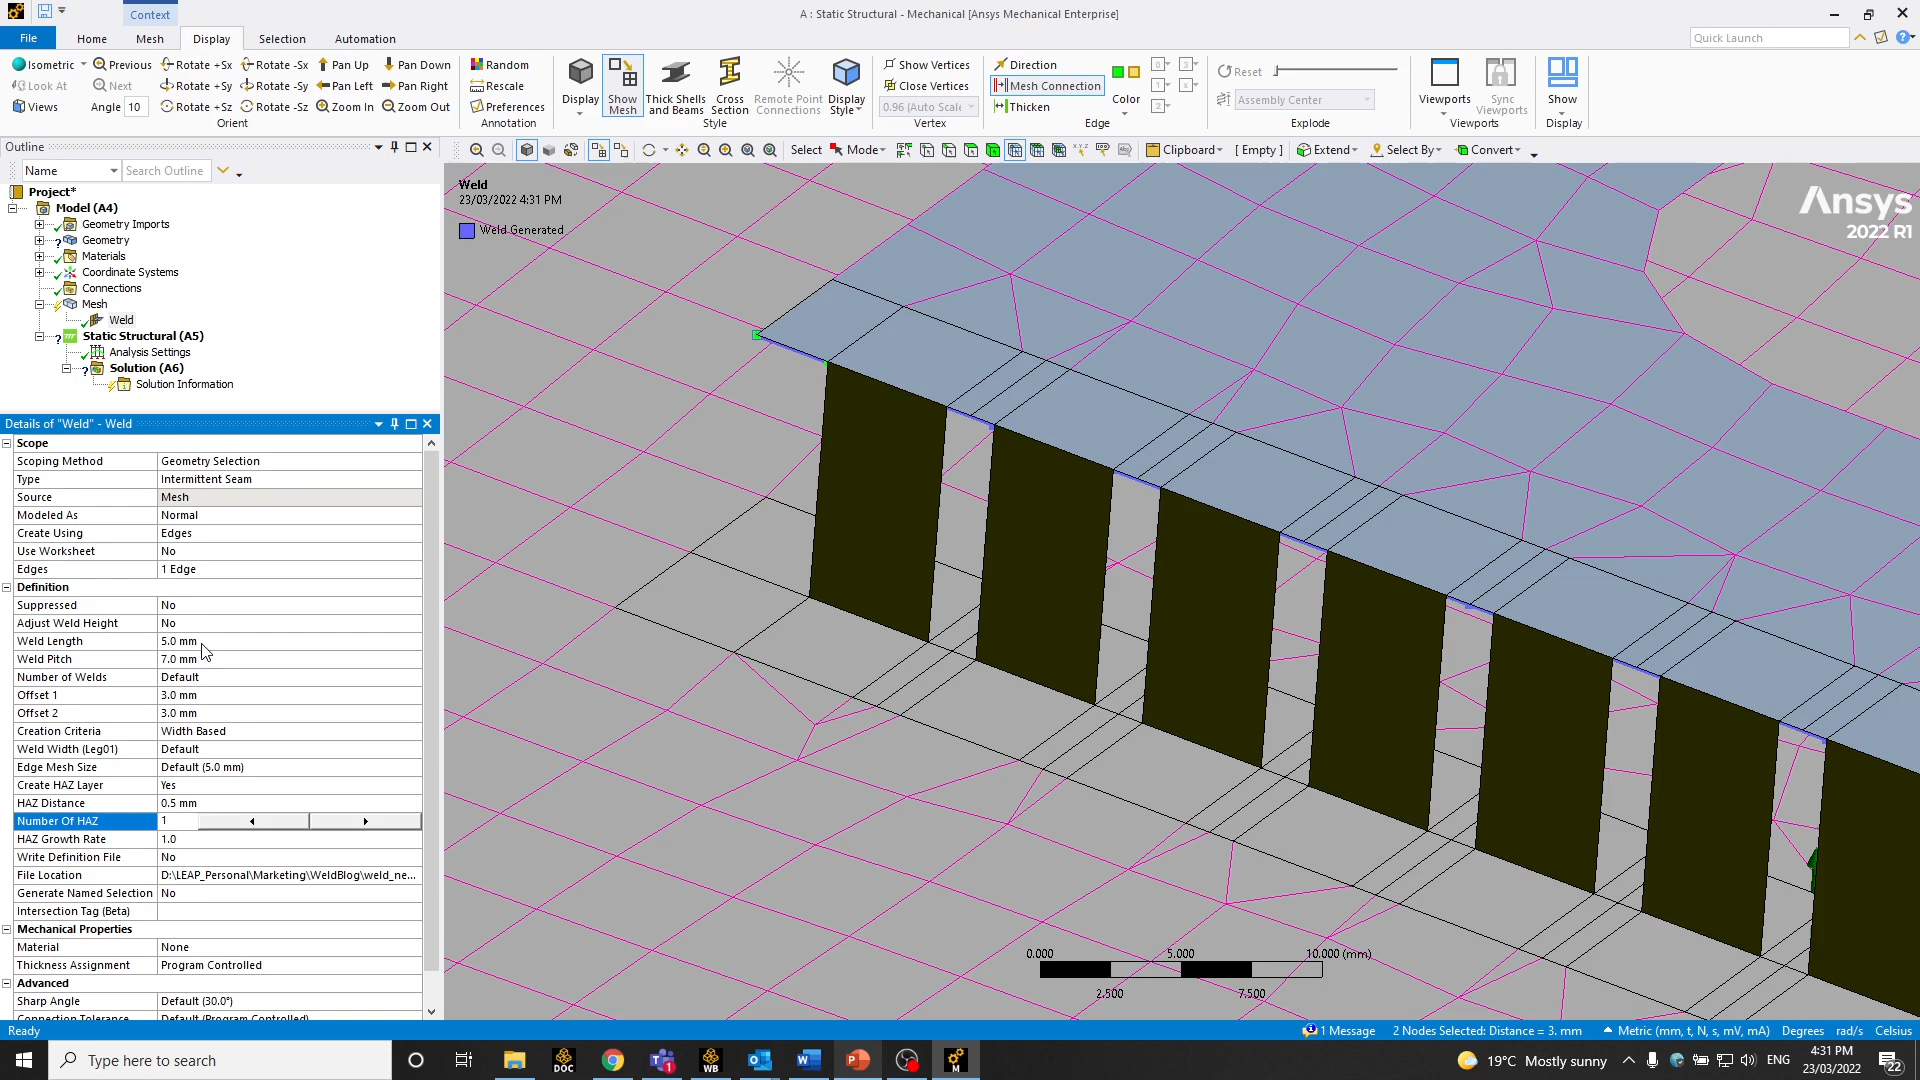 Context
A : Static Structural - Mechanical [Ansys Mechanical Enterprise]
File Home Mesh Display Selection Automation
Quick Launch
Isometric Previous Rotate +Sx Rotate -Sx Pan Up Pan Down Random
Look At Next Rotate +Sy Rotate -Sy Pan Left Pan Right Rescale
Views Angle 10 Rotate +Sz Rotate -Sz Zoom In Zoom Out Preferences
Orient
Annotation
Display
Show Mesh
Thick Shells and Beams
Cross Section
Remote Point Connections
Display Style
Style
Show Vertices
Close Vertices
0.96 (Auto Scale
Vertex
Direction
Mesh Connection
Thicken
Color
Edge
Reset
Assembly Center
Explode
Viewports
Sync Viewports
Viewports
Show
Display
Outline
Name Search Outline
Select Mode Clipboard [ Empty ] Extend Select By Convert
Project*
Model (A4)
Geometry Imports
Geometry
Materials
Coordinate Systems
Connections
Mesh
Weld
Static Structural (A5)
Analysis Settings
Solution (A6)
Solution Information
Details of "Weld" - Weld
Scope
Scoping Method Geometry Selection
Type Intermittent Seam
Source Mesh
Modeled As Normal
Create Using Edges
Use Worksheet No
Edges 1 Edge
Definition
Suppressed No
Adjust Weld Height No
Weld Length 5.0 mm
Weld Pitch 7.0 mm
Number of Welds Default
Offset 1 3.0 mm
Offset 2 3.0 mm
Creation Criteria Width Based
Weld Width (Leg01) Default
Edge Mesh Size Default (5.0 mm)
Create HAZ Layer Yes
HAZ Distance 0.5 mm
Number Of HAZ 1
HAZ Growth Rate 1.0
Write Definition File No
File Location D:\LEAP_Personal\Marketing\WeldBlog\weld_ne...
Generate Named Selection No
Intersection Tag (Beta)
Mechanical Properties
Material None
Thickness Assignment Program Controlled
Advanced
Sharp Angle Default (30.0°)
Connection Tolerance Default (Program Controlled)
Weld
23/03/2022 4:31 PM
Weld Generated
Ansys
2022 R1
0.000 5.000 10.000 (mm)
2.500 7.500
Ready
1 Message 2 Nodes Selected: Distance = 3. mm Metric (mm, t, N, s, mV, mA) Degrees rad/s Celsius
Type here to search
DOC
WB
M
19°C Mostly sunny
ENG
4:31 PM
23/03/2022
22